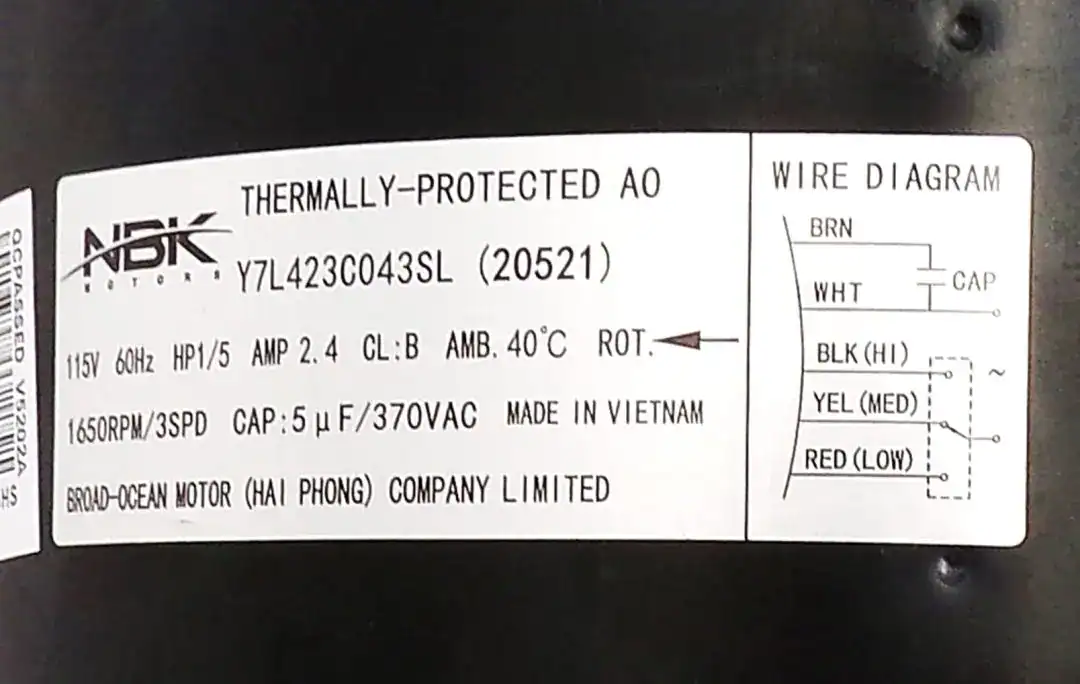 QCPASSED V5202A
HS
NBK
MOTORS
THERMALLY-PROTECTED AO
Y7L423C043SL (20521)
115V 60Hz HP1/5 AMP 2.4 CL:B AMB. 40°C ROT.
1650RPM/3SPD CAP:5μF/370VAC MADE IN VIETNAM
BROAD-OCEAN MOTOR (HAI PHONG) COMPANY LIMITED
WIRE DIAGRAM
BRN
CAP
WHT
BLK(HI)
~
YEL(MED)
RED(LOW)